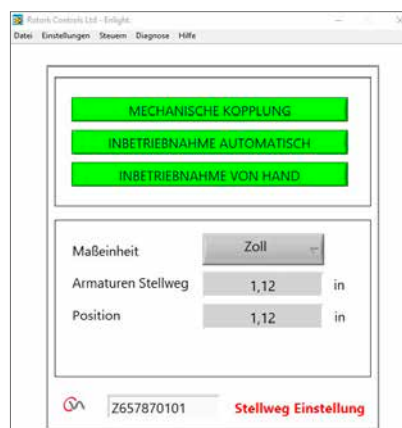 Rotork Controls Ltd - Enlight
Datei Einstellungen Steuern Diagnose Hilfe
MECHANISCHE KOPPLUNG
INBETRIEBNAHME AUTOMATISCH
INBETRIEBNAHME VON HAND
Maßeinheit Zoll
Armaturen Stellweg 1,12 in
Position 1,12 in
Z657870101 Stellweg Einstellung